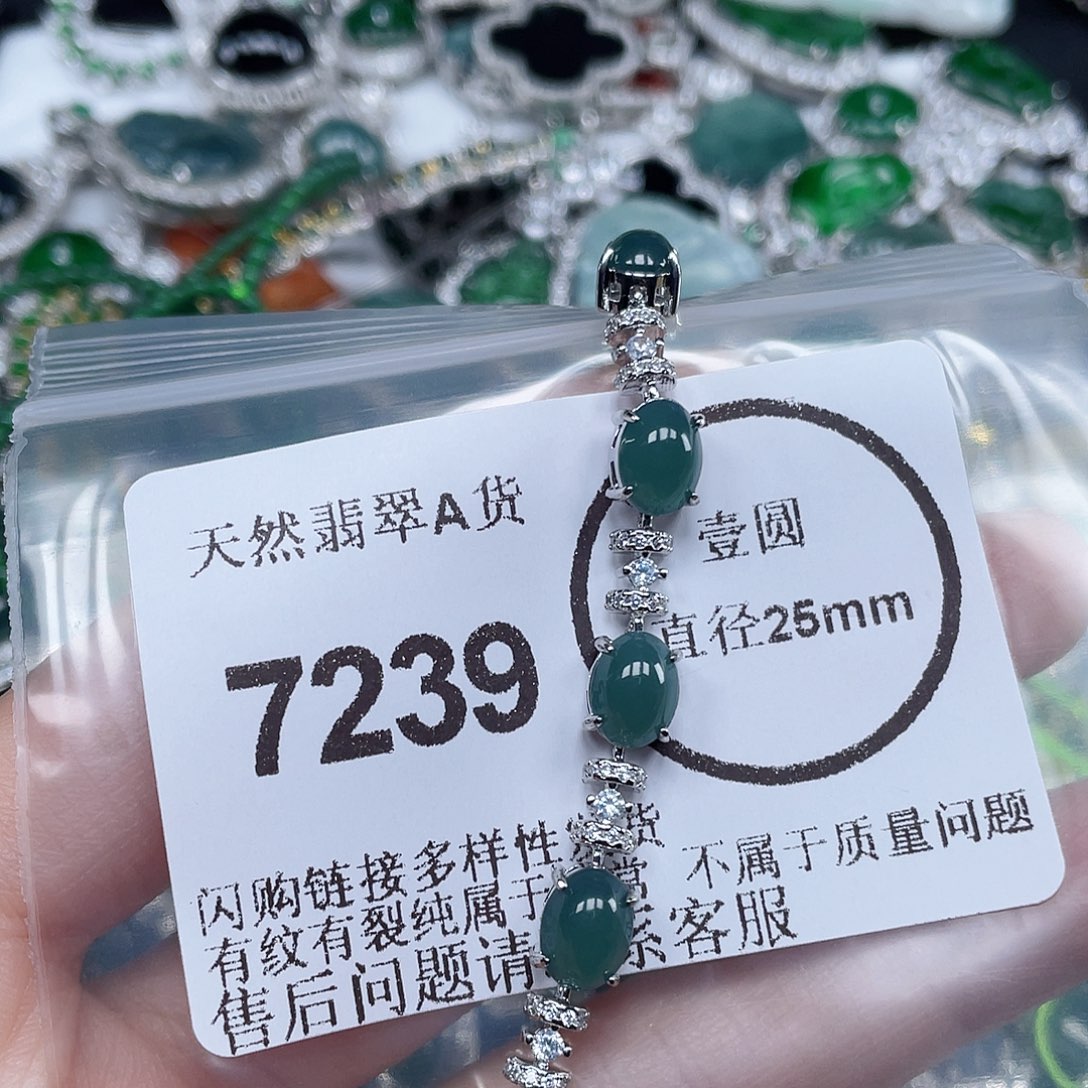 天然翡翠A货
壹圆
直径25mm
7239
闪购链接多样性 货
有纹有裂纯属 不属于质量问题
售后问题请 系客服